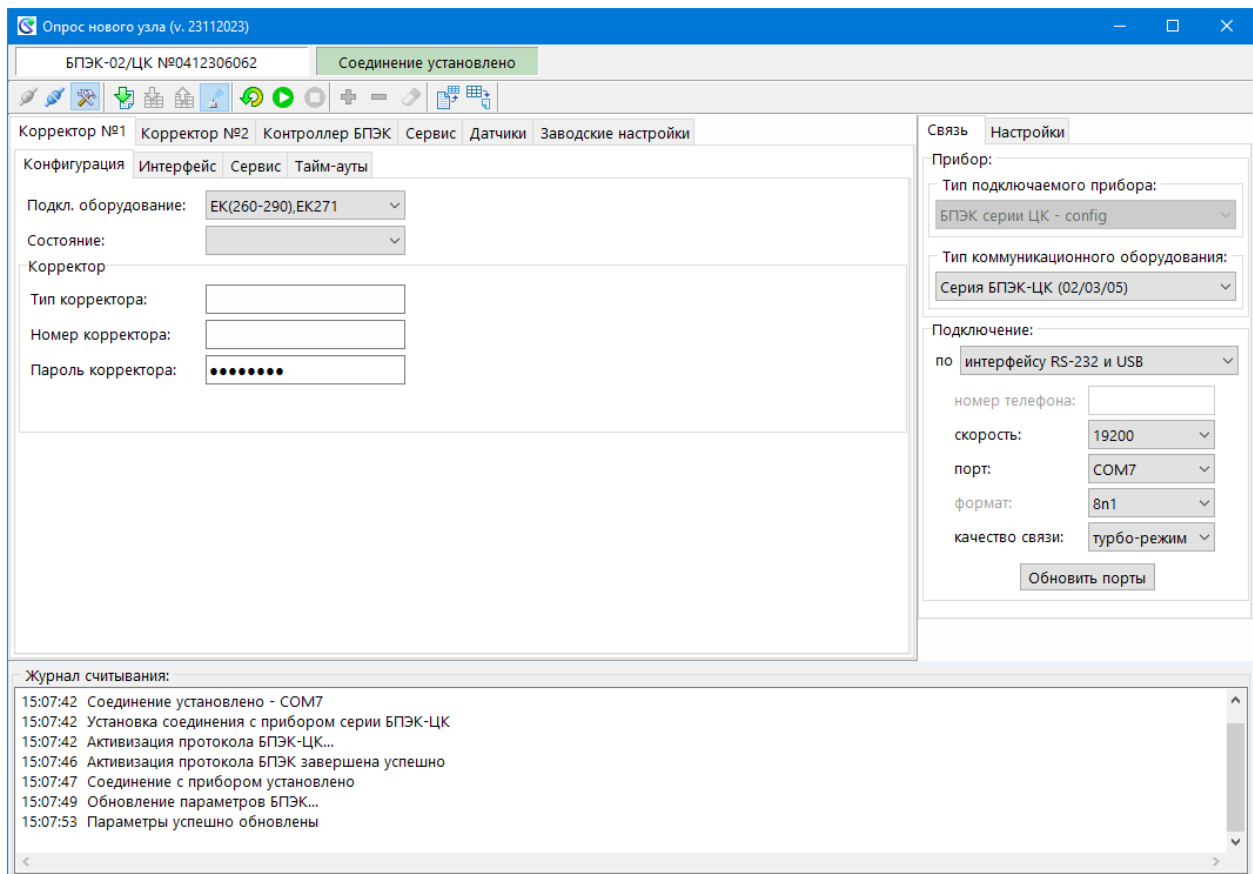 Опрос нового узла (v. 23112023)
БПЭК-02/ЦК №0412306062
Соединение установлено
Корректор №1 Корректор №2 Контроллер БПЭК Сервис Датчики Заводские настройки
Конфигурация Интерфейс Сервис Тайм-ауты
Подкл. оборудование: EK(260-290),EK271
Состояние:
Корректор
Тип корректора:
Номер корректора:
Пароль корректора: ●●●●●●●●
Связь Настройки
Прибор:
Тип подключаемого прибора:
БПЭК серии ЦК - config
Тип коммуникационного оборудования:
Серия БПЭК-ЦК (02/03/05)
Подключение:
по интерфейсу RS-232 и USB
номер телефона:
скорость: 19200
порт: COM7
формат: 8n1
качество связи: турбо-режим
Обновить порты
Журнал считывания:
15:07:42 Соединение установлено - COM7
15:07:42 Установка соединения с прибором серии БПЭК-ЦК
15:07:42 Активизация протокола БПЭК-ЦК...
15:07:46 Активизация протокола БПЭК завершена успешно
15:07:47 Соединение с прибором установлено
15:07:49 Обновление параметров БПЭК...
15:07:53 Параметры успешно обновлены